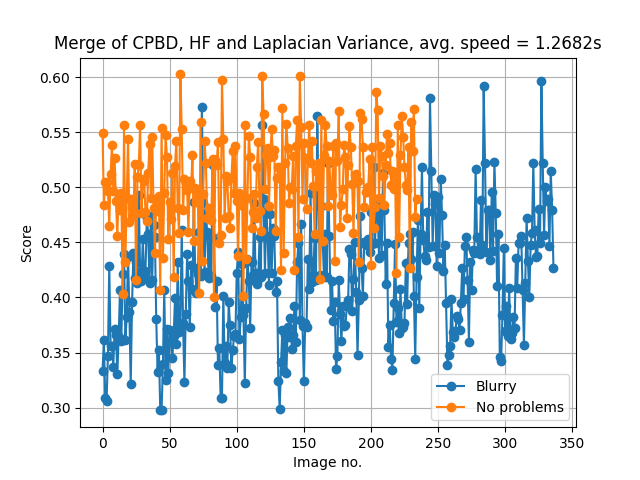 Merge of CPBD, HF and Laplacian Variance, avg. speed = 1.2682s
0.60
0.55
0.50
0.45
0.40
0.35
0.30
Score
Blurry
No problems
0 50 100 150 200 250 300 350
Image no.